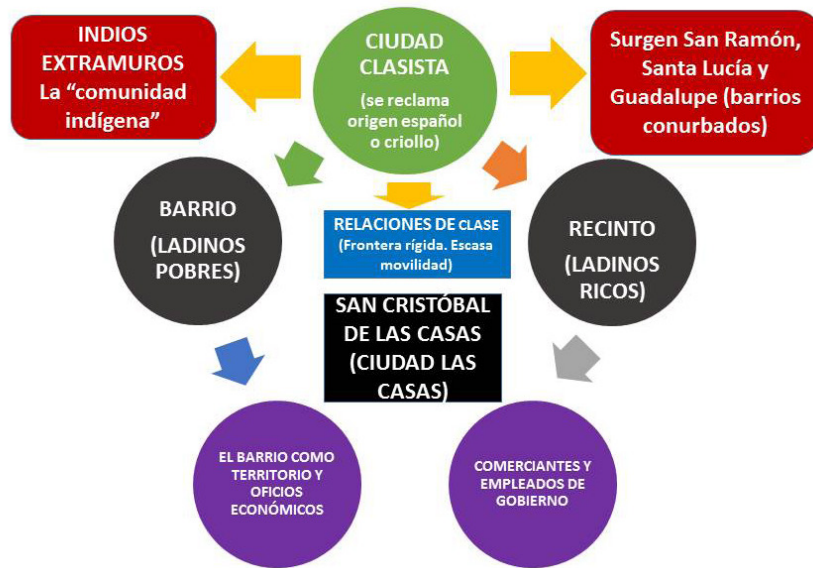 INDIOS
EXTRAMUROS
La “comunidad
indígena”
CIUDAD
CLASISTA
(se reclama
origen español
o criollo)
Surgen San Ramón,
Santa Lucía y
Guadalupe (barrios
conurbados)
BARRIO
(LADINOS
POBRES)
RELACIONES DE CLASE
(Frontera rígida. Escasa
movilidad)
RECINTO
(LADINOS
RICOS)
SAN CRISTÓBAL
DE LAS CASAS
(CIUDAD LAS
CASAS)
EL BARRIO COMO
TERRITORIO Y
OFICIOS
ECONÓMICOS
COMERCIANTES Y
EMPLEADOS DE
GOBIERNO